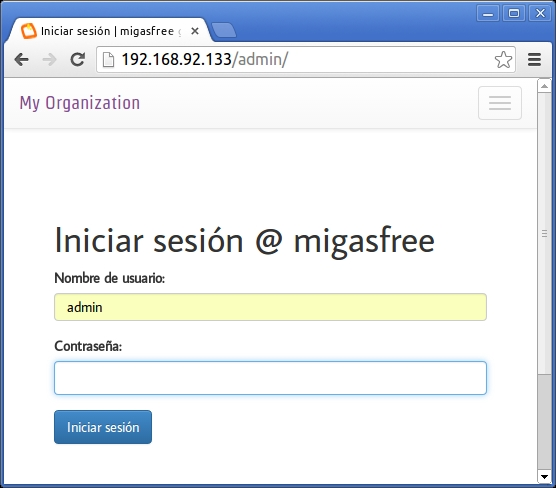 Iniciar sesión | migasfree
192.168.92.133/admin/
My Organization
Iniciar sesión @ migasfree
Nombre de usuario:
admin
Contraseña:
Iniciar sesión